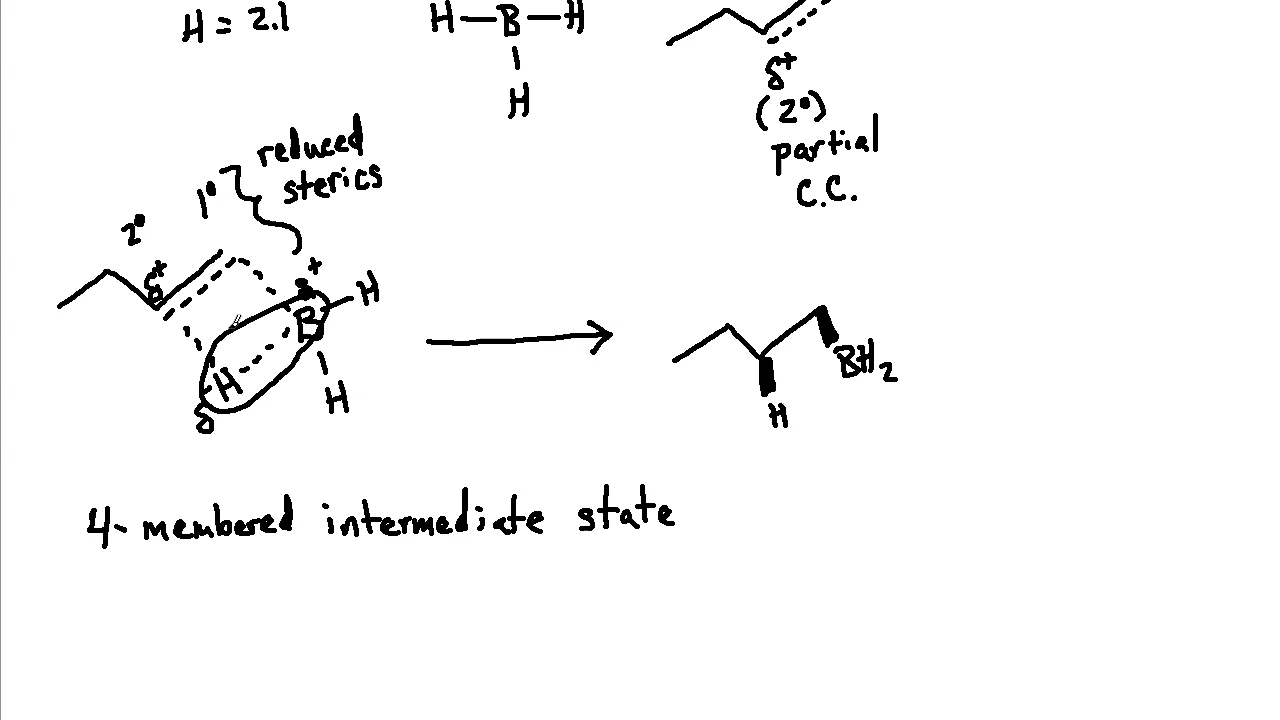 H = 2.1
H—B—H
H
δ⁺
(2°)
partial
C.C.
reduced
sterics
1°
2°
δ⁺
δ⁺
B
H
H
H
δ⁻
BH₂
H
4-membered intermediate state